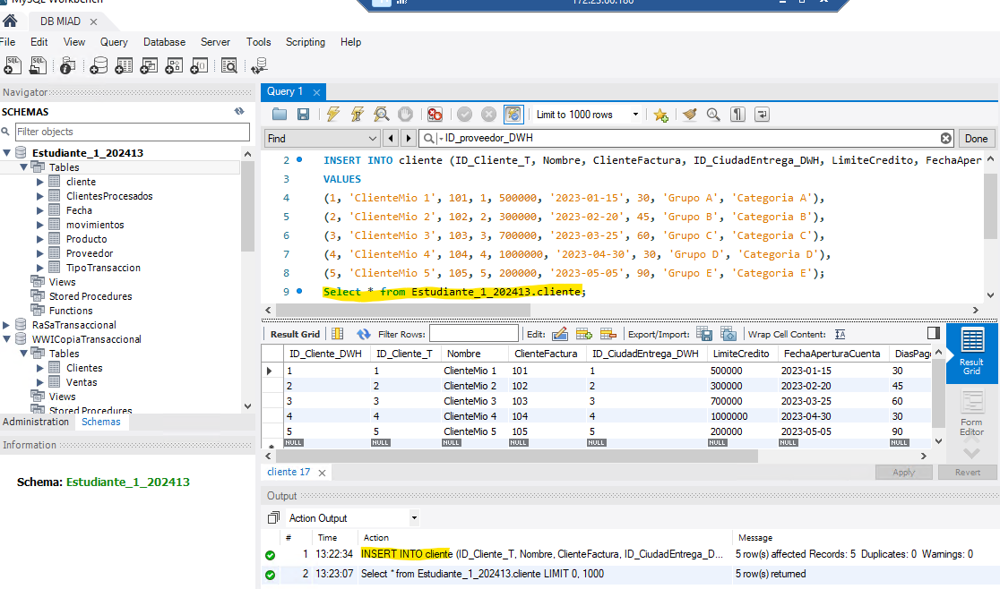 MySQL Workbench
172.23.00.180
DB MIAD
File Edit View Query Database Server Tools Scripting Help
Navigator
SCHEMAS
Filter objects
Estudiante_1_202413
Tables
cliente
ClientesProcesados
Fecha
movimientos
Producto
Proveedor
TipoTransaccion
Views
Stored Procedures
Functions
RaSaTransaccional
WWICopiaTransaccional
Tables
Clientes
Ventas
Views
Stored Procedures
Administration Schemas
Information
Schema: Estudiante_1_202413
Query 1
Limit to 1000 rows
Find ID_proveedor_DWH Done
2 INSERT INTO cliente (ID_Cliente_T, Nombre, ClienteFactura, ID_CiudadEntrega_DWH, LimiteCredito, FechaAper
3 VALUES
4 (1, 'ClienteMio 1', 101, 1, 500000, '2023-01-15', 30, 'Grupo A', 'Categoria A'),
5 (2, 'ClienteMio 2', 102, 2, 300000, '2023-02-20', 45, 'Grupo B', 'Categoria B'),
6 (3, 'ClienteMio 3', 103, 3, 700000, '2023-03-25', 60, 'Grupo C', 'Categoria C'),
7 (4, 'ClienteMio 4', 104, 4, 1000000, '2023-04-30', 30, 'Grupo D', 'Categoria D'),
8 (5, 'ClienteMio 5', 105, 5, 200000, '2023-05-05', 90, 'Grupo E', 'Categoria E');
9 Select * from Estudiante_1_202413.cliente;
Result Grid Filter Rows: Edit: Export/Import: Wrap Cell Content:
ID_Cliente_DWH ID_Cliente_T Nombre ClienteFactura ID_CiudadEntrega_DWH LimiteCredito FechaAperturaCuenta DiasPago
1 1 ClienteMio 1 101 1 500000 2023-01-15 30
2 2 ClienteMio 2 102 2 300000 2023-02-20 45
3 3 ClienteMio 3 103 3 700000 2023-03-25 60
4 4 ClienteMio 4 104 4 1000000 2023-04-30 30
5 5 ClienteMio 5 105 5 200000 2023-05-05 90
NULL NULL NULL NULL NULL NULL NULL NULL
Result Grid
Form Editor
cliente 17 Apply Revert
Output
Action Output
# Time Action Message
1 13:22:34 INSERT INTO cliente (ID_Cliente_T, Nombre, ClienteFactura, ID_CiudadEntrega_D... 5 row(s) affected Records: 5 Duplicates: 0 Warnings: 0
2 13:23:07 Select * from Estudiante_1_202413.cliente LIMIT 0, 1000 5 row(s) returned